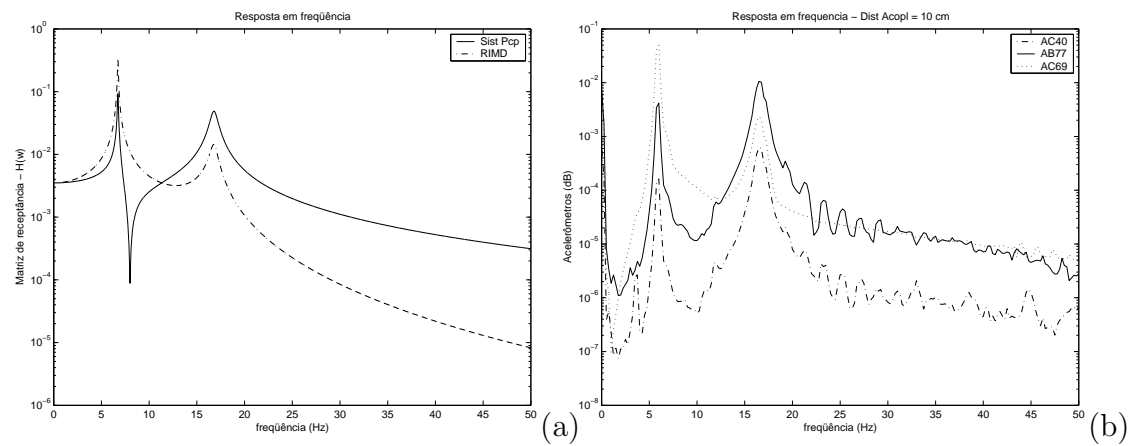 Resposta em freqüência
Sist Pcp
RIMD
Matriz de receptância − H(w)
10^0
10^−1
10^−2
10^−3
10^−4
10^−5
10^−6
0 5 10 15 20 25 30 35 40 45 50
freqüência (Hz)
(a)
Resposta em frequencia − Dist Acopl = 10 cm
AC40
AB77
AC69
Acelerômetros (dB)
10^−1
10^−2
10^−3
10^−4
10^−5
10^−6
10^−7
10^−8
0 5 10 15 20 25 30 35 40 45 50
freqüência (Hz)
(b)